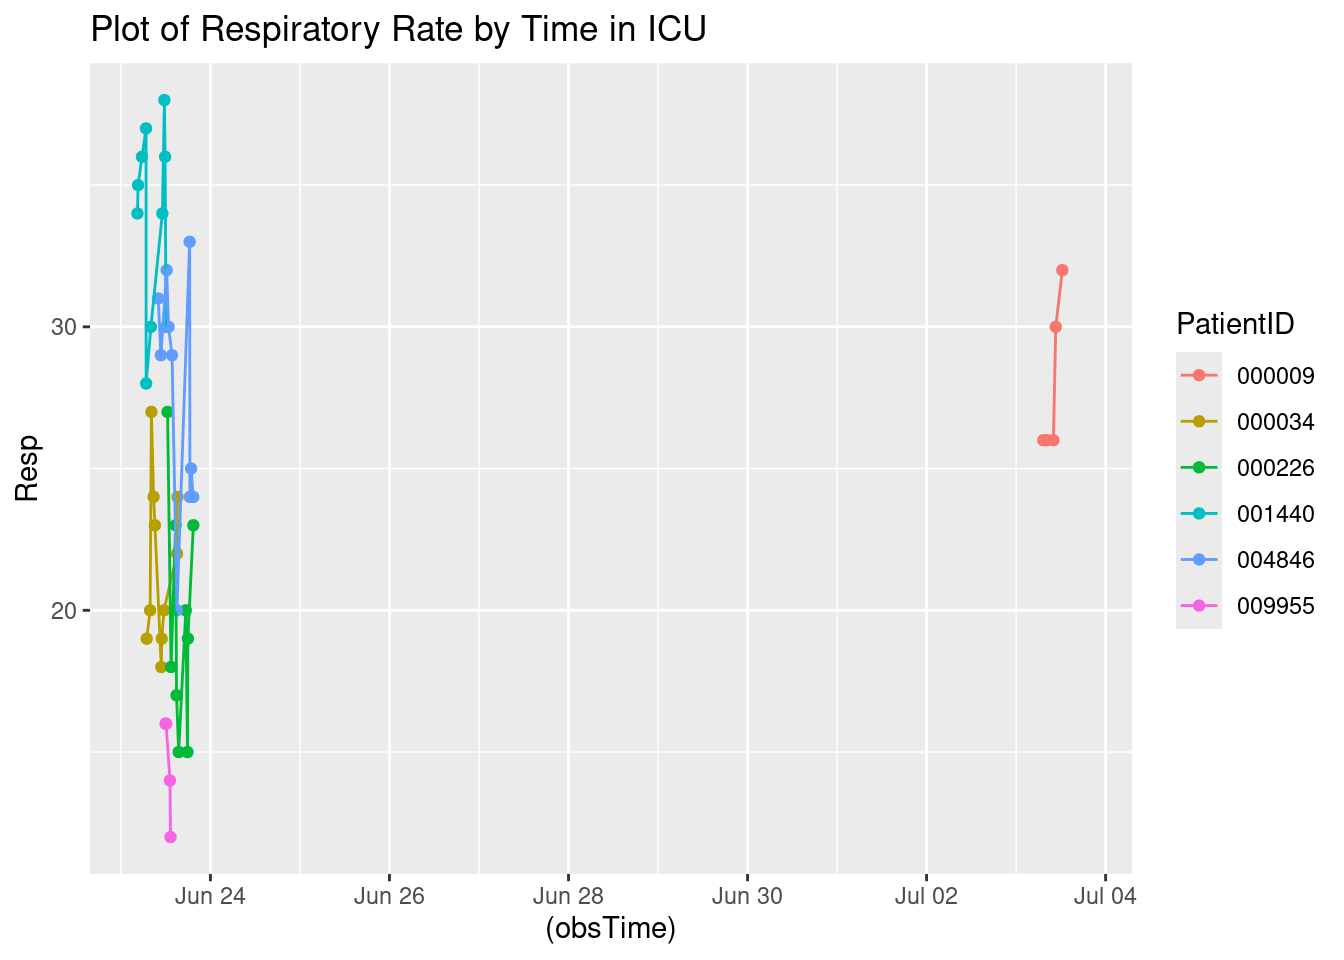 Plot of Respiratory Rate by Time in ICU
Resp
30
20
Jun 24
Jun 26
Jun 28
Jun 30
Jul 02
Jul 04
(obsTime)
PatientID
000009
000034
000226
001440
004846
009955